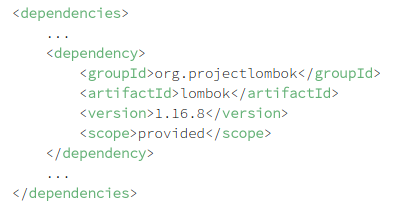 <dependencies>
    ...
    <dependency>
        <groupId>org.projectlombok</groupId>
        <artifactId>lombok</artifactId>
        <version>1.16.8</version>
        <scope>provided</scope>
    </dependency>
    ...
</dependencies>